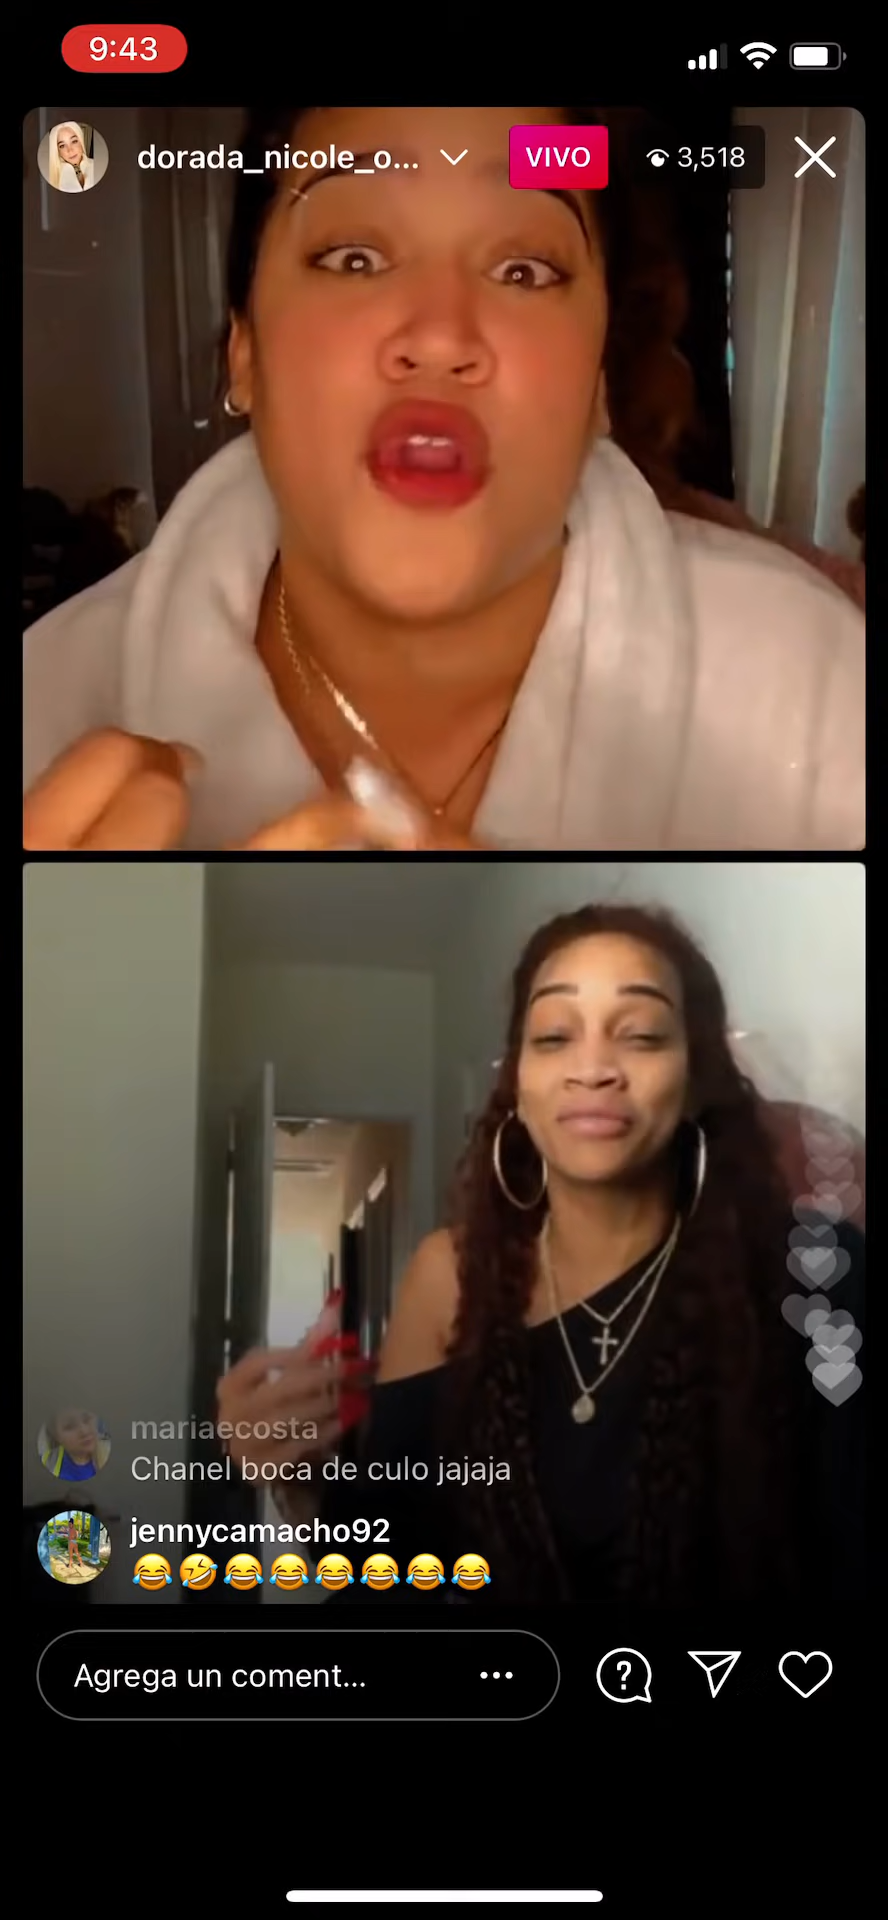 9:43
dorada_nicole_o...
VIVO
3,518
mariaecosta
Chanel boca de culo jajaja
jennycamacho92
😂🤣😂😂😂😂😂😂
Agrega un coment...